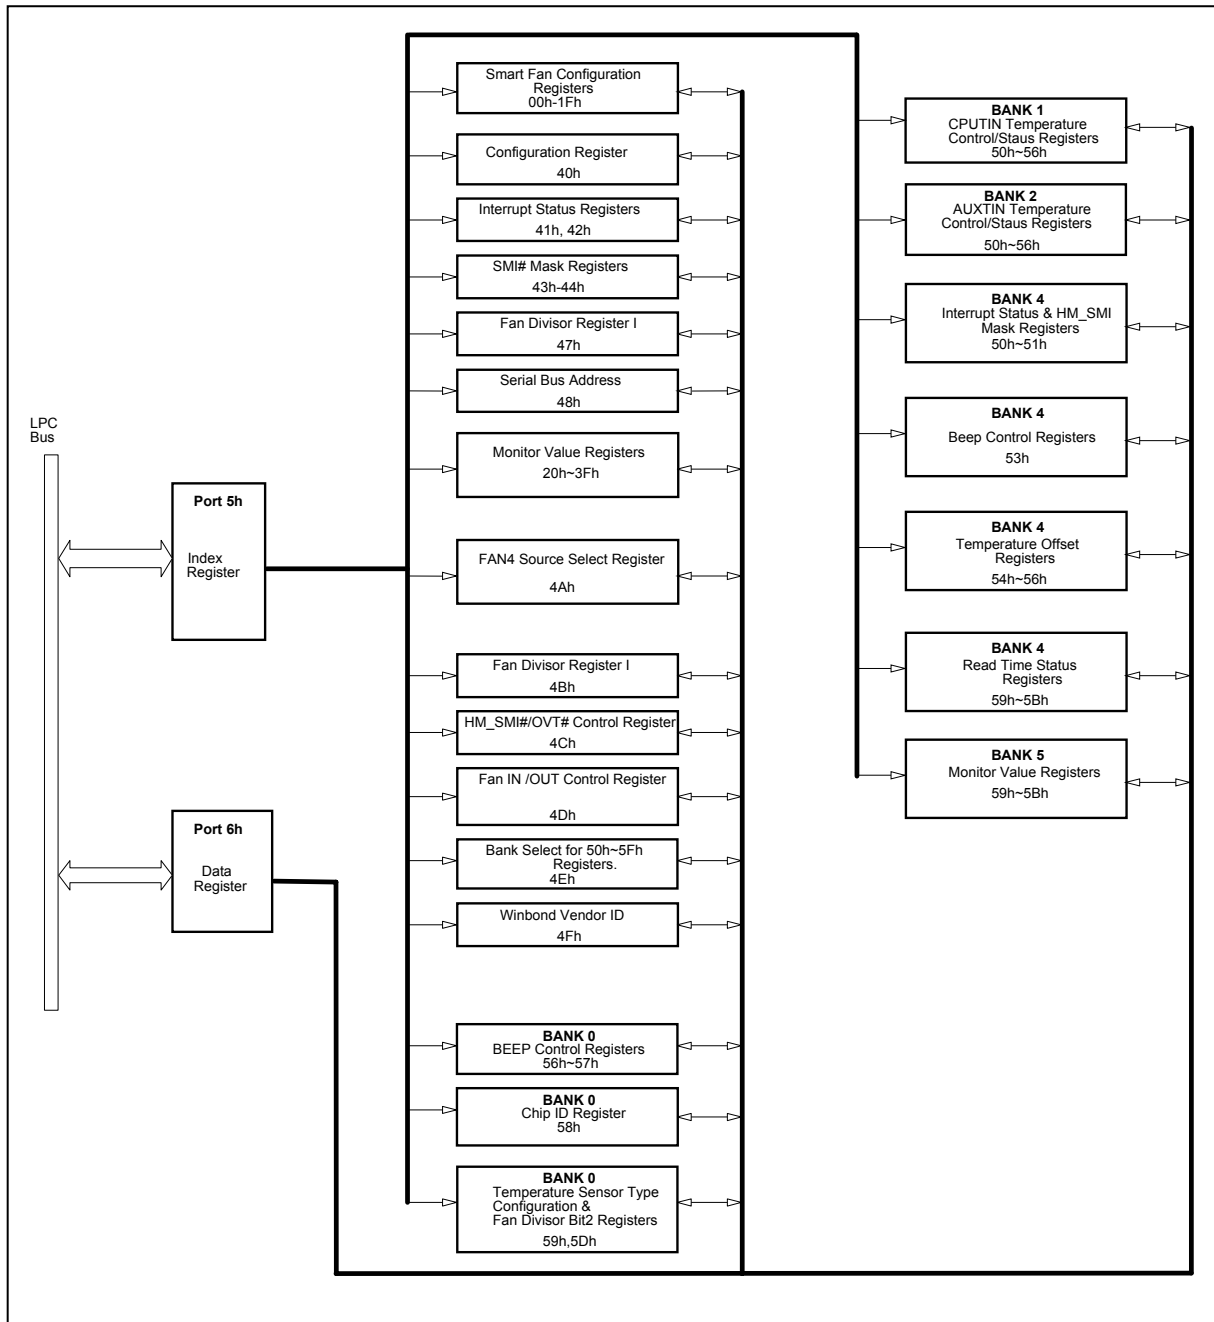 LPC
Bus
Port 5h
Index
Register
Port 6h
Data
Register
Smart Fan Configuration
Registers
00h-1Fh
Configuration Register
40h
Interrupt Status Registers
41h, 42h
SMI# Mask Registers
43h-44h
Fan Divisor Register I
47h
Serial Bus Address
48h
Monitor Value Registers
20h~3Fh
FAN4 Source Select Register
4Ah
Fan Divisor Register I
4Bh
HM_SMI#/OVT# Control Register
4Ch
Fan IN /OUT Control Register
4Dh
Bank Select for 50h~5Fh
Registers.
4Eh
Winbond Vendor ID
4Fh
BANK 0
BEEP Control Registers
56h~57h
BANK 0
Chip ID Register
58h
BANK 0
Temperature Sensor Type
Configuration &
Fan Divisor Bit2 Registers
59h,5Dh
BANK 1
CPUTIN Temperature
Control/Staus Registers
50h~56h
BANK 2
AUXTIN Temperature
Control/Staus Registers
50h~56h
BANK 4
Interrupt Status & HM_SMI
Mask Registers
50h~51h
BANK 4
Beep Control Registers
53h
BANK 4
Temperature Offset
Registers
54h~56h
BANK 4
Read Time Status
Registers
59h~5Bh
BANK 5
Monitor Value Registers
59h~5Bh